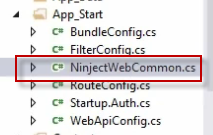 App_Start
C# BundleConfig.cs
C# FilterConfig.cs
C# NinjectWebCommon.cs
C# RouteConfig.cs
C# Startup.Auth.cs
C# WebApiConfig.cs